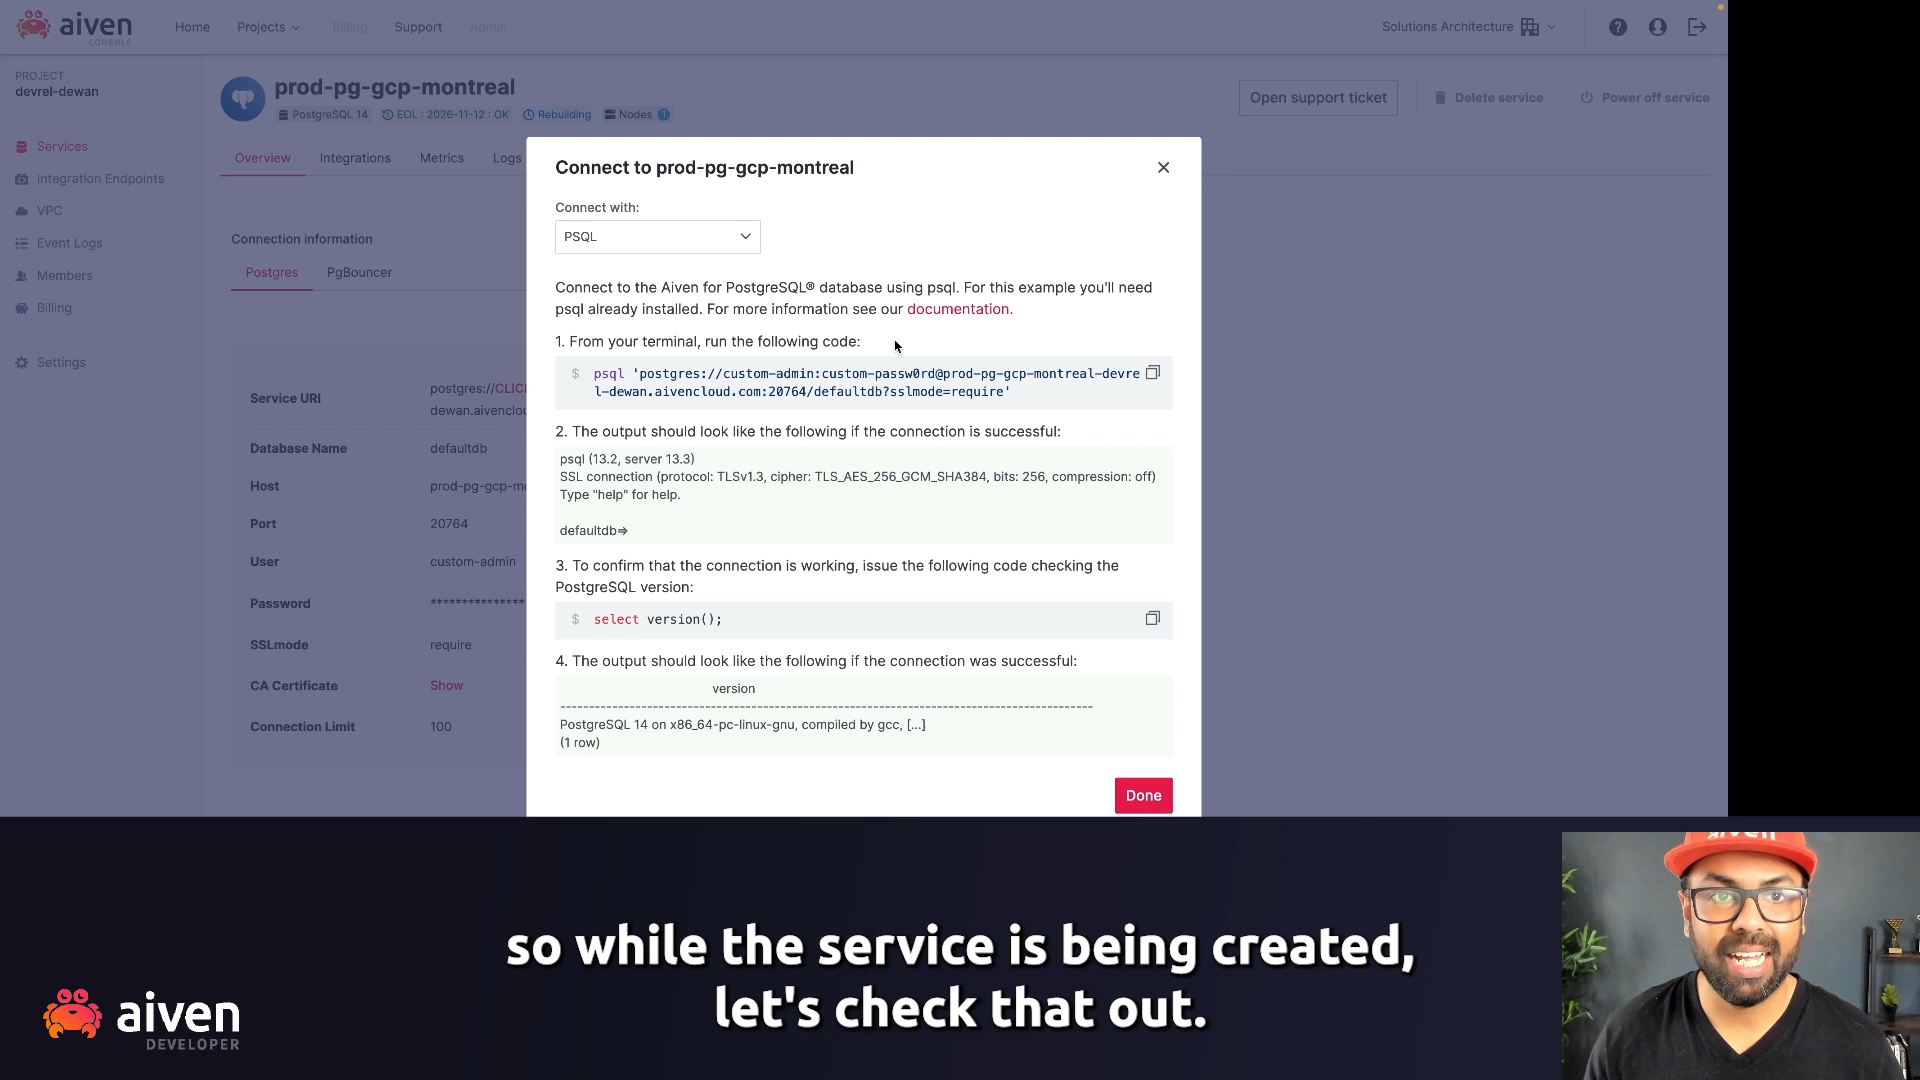 aiven
CONSOLE
Home
Projects
Billing
Support
Admin
Solutions Architecture
PROJECT
devrel-dewan
Services
Integration Endpoints
VPC
Event Logs
Members
Billing
Settings
prod-pg-gcp-montreal
PostgreSQL 14
EOL : 2026-11-12 : OK
Rebuilding
Nodes 1
Open support ticket
Delete service
Power off service
Overview
Integrations
Metrics
Logs
Connection information
Postgres
PgBouncer
Service URI
postgres://CLIC
dewan.aivenclou
Database Name
defaultdb
Host
prod-pg-gcp-mo
Port
20764
User
custom-admin
Password
***************
SSLmode
require
CA Certificate
Show
Connection Limit
100
Connect to prod-pg-gcp-montreal
Connect with:
PSQL
Connect to the Aiven for PostgreSQL® database using psql. For this example you'll need
psql already installed. For more information see our documentation.
1. From your terminal, run the following code:
$ psql 'postgres://custom-admin:custom-passw0rd@prod-pg-gcp-montreal-devre
l-dewan.aivencloud.com:20764/defaultdb?sslmode=require'
2. The output should look like the following if the connection is successful:
psql (13.2, server 13.3)
SSL connection (protocol: TLSv1.3, cipher: TLS_AES_256_GCM_SHA384, bits: 256, compression: off)
Type "help" for help.
defaultdb=>
3. To confirm that the connection is working, issue the following code checking the
PostgreSQL version:
$ select version();
4. The output should look like the following if the connection was successful:
version
--------------------------------------------------------------------------------------------
PostgreSQL 14 on x86_64-pc-linux-gnu, compiled by gcc, [...]
(1 row)
Done
so while the service is being created,
let's check that out.
aiven
DEVELOPER
aiven